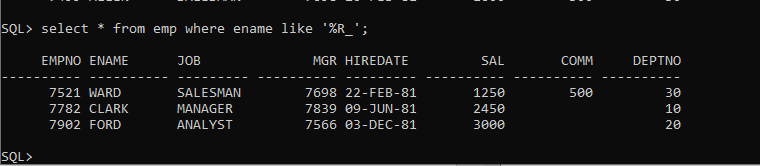 SQL> select * from emp where ename like '%R_';
EMPNO ENAME JOB MGR HIREDATE SAL COMM DEPTNO
---------- ---------- --------- ---------- --------- ---------- ---------- ----------
7521 WARD SALESMAN 7698 22-FEB-81 1250 500 30
7782 CLARK MANAGER 7839 09-JUN-81 2450 10
7902 FORD ANALYST 7566 03-DEC-81 3000 20
SQL>